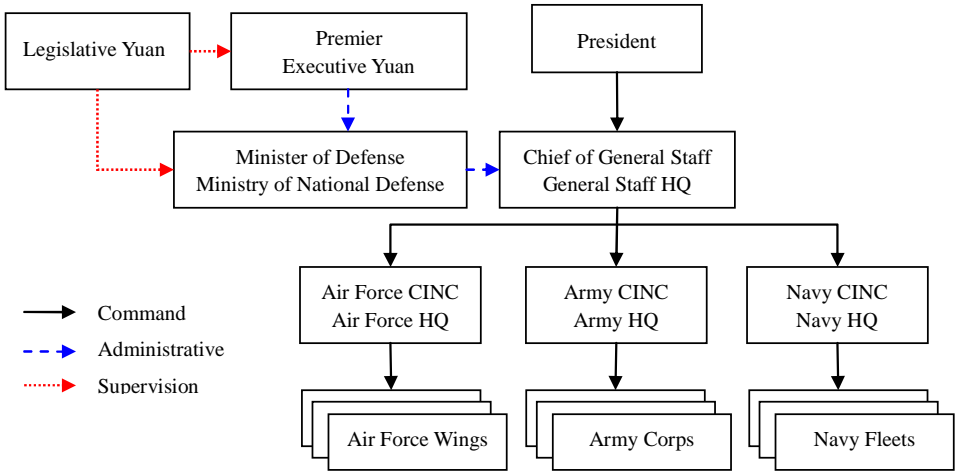 Legislative Yuan
Premier
Executive Yuan
President
Minister of Defense
Ministry of National Defense
Chief of General Staff
General Staff HQ
Air Force CINC
Air Force HQ
Army CINC
Army HQ
Navy CINC
Navy HQ
Command
Administrative
Supervision
Air Force Wings
Army Corps
Navy Fleets